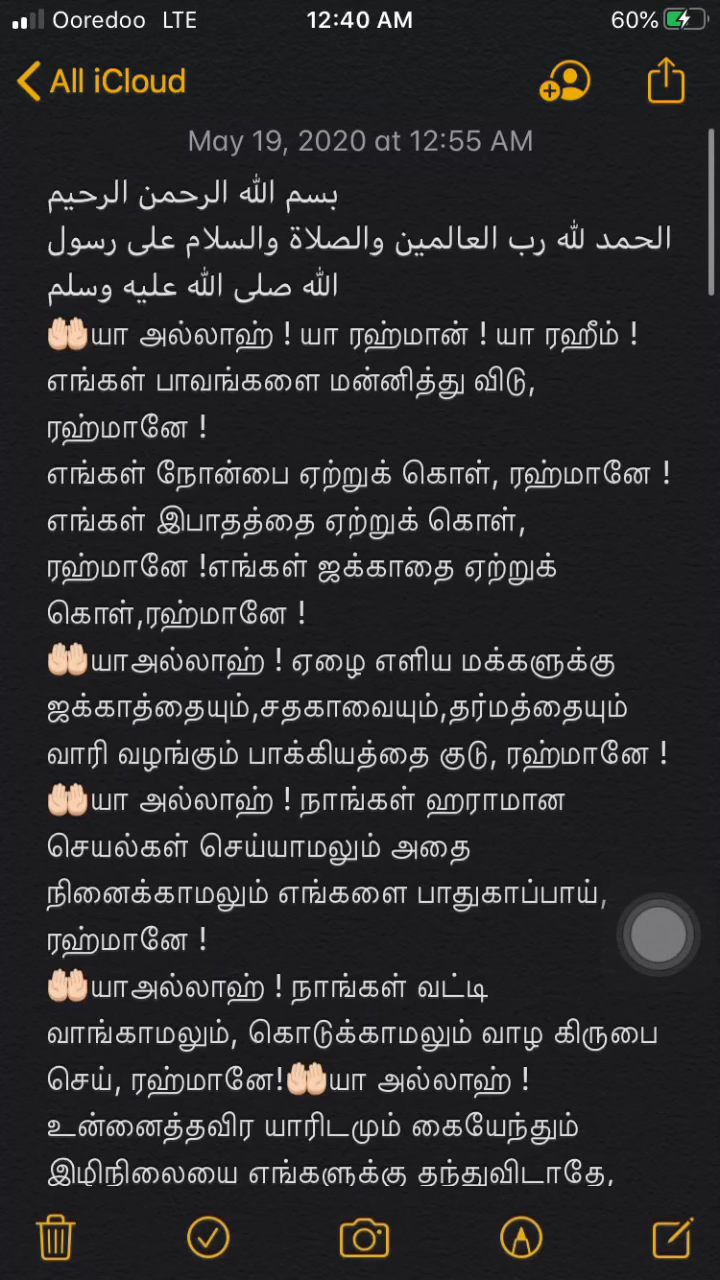 Ooredoo LTE 12:40 AM 60%
All iCloud
May 19, 2020 at 12:55 AM
بسم الله الرحمن الرحيم
الحمد لله رب العالمين والصلاة والسلام على رسول
الله صلى الله عليه وسلم
🤲🏻யா அல்லாஹ் ! யா ரஹ்மான் ! யா ரஹீம் !
எங்கள் பாவங்களை மன்னித்து விடு,
ரஹ்மானே !
எங்கள் நோன்பை ஏற்றுக் கொள், ரஹ்மானே !
எங்கள் இபாதத்தை ஏற்றுக் கொள்,
ரஹ்மானே !எங்கள் ஜக்காதை ஏற்றுக்
கொள்,ரஹ்மானே !
🤲🏻யாஅல்லாஹ் ! ஏழை எளிய மக்களுக்கு
ஜக்காத்தையும்,சதகாவையும்,தர்மத்தையும்
வாரி வழங்கும் பாக்கியத்தை குடு, ரஹ்மானே !
🤲🏻யா அல்லாஹ் ! நாங்கள் ஹராமான
செயல்கள் செய்யாமலும் அதை
நினைக்காமலும் எங்களை பாதுகாப்பாய்,
ரஹ்மானே !
🤲🏻யாஅல்லாஹ் ! நாங்கள் வட்டி
வாங்காமலும், கொடுக்காமலும் வாழ கிருபை
செய், ரஹ்மானே!🤲🏻யா அல்லாஹ் !
உன்னைத்தவிர யாரிடமும் கையேந்தும்
இழிநிலையை எங்களுக்கு தந்துவிடாதே,